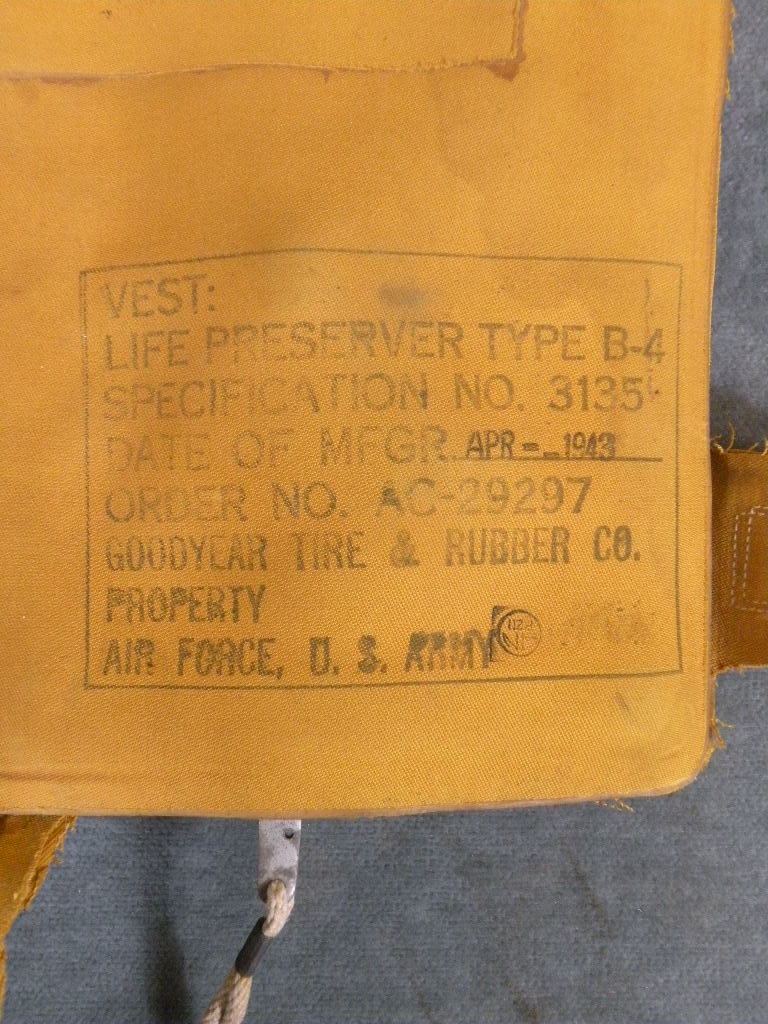 VEST:
LIFE PRESERVER TYPE B-4
SPECIFICATION NO. 3135
DATE OF MFGR. APR - 1943
ORDER NO. AC-29297
GOODYEAR TIRE & RUBBER CO.
PROPERTY
AIR FORCE, U. S. ARMY